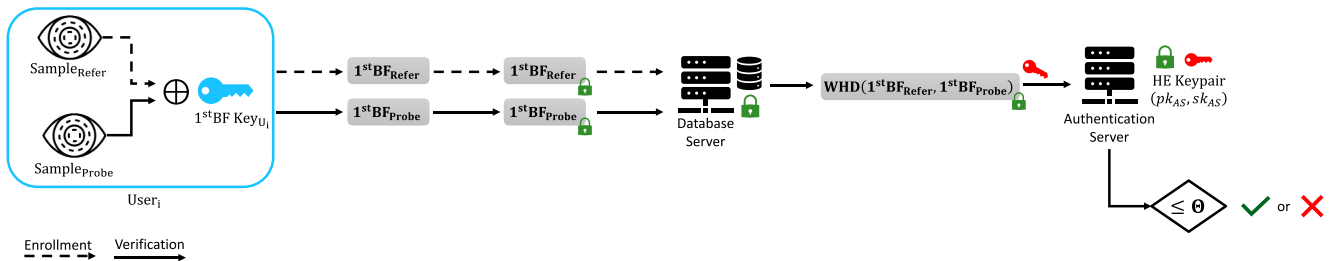 Sample_Refer
Sample_Probe
⊕
1^st BF Key_U_i
User_i
1^st BF_Refer
1^st BF_Probe
1^st BF_Refer
1^st BF_Probe
Database
Server
WHD(1^st BF_Refer, 1^st BF_Probe)
HE Keypair
(pk_AS, sk_AS)
Authentication
Server
≤ Θ
or
Enrollment
Verification